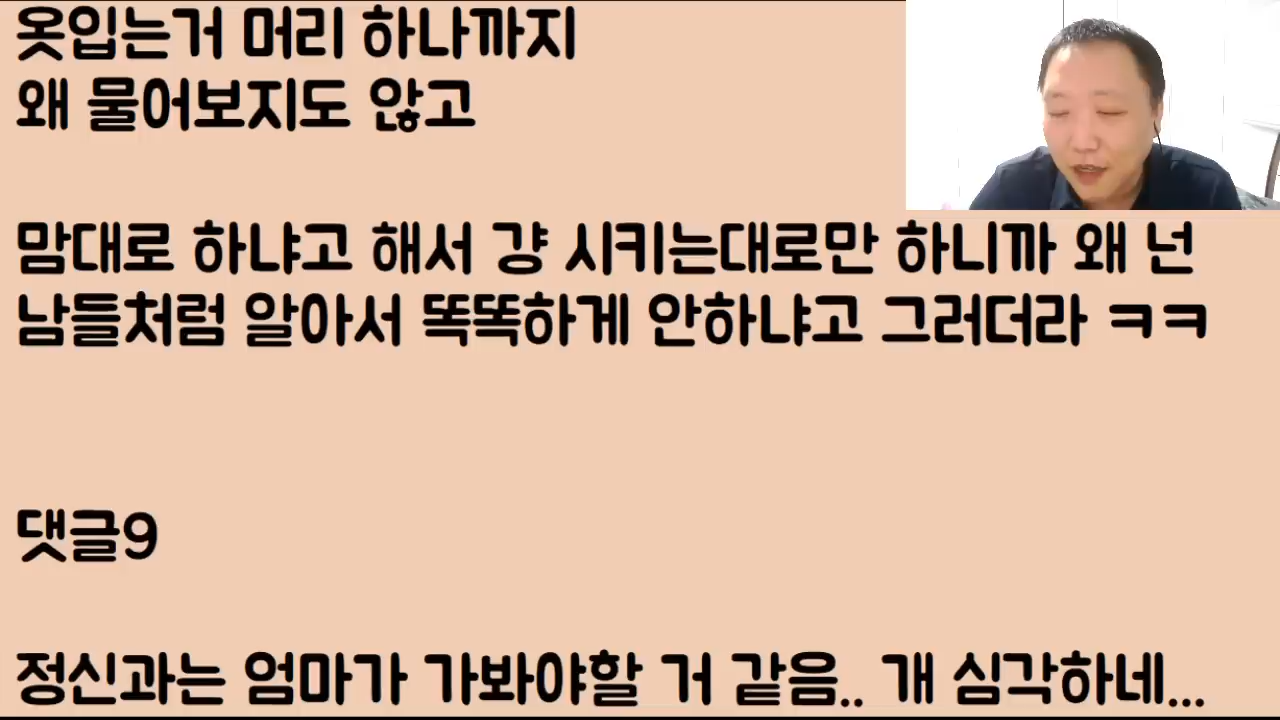 옷입는거 머리 하나까지
왜 물어보지도 않고
맘대로 하냐고 해서 걍 시키는대로만 하니까 왜 넌
남들처럼 알아서 똑똑하게 안하냐고 그러더라 ㅋㅋ
댓글9
정신과는 엄마가 가봐야할 거 같음.. 개 심각하네...